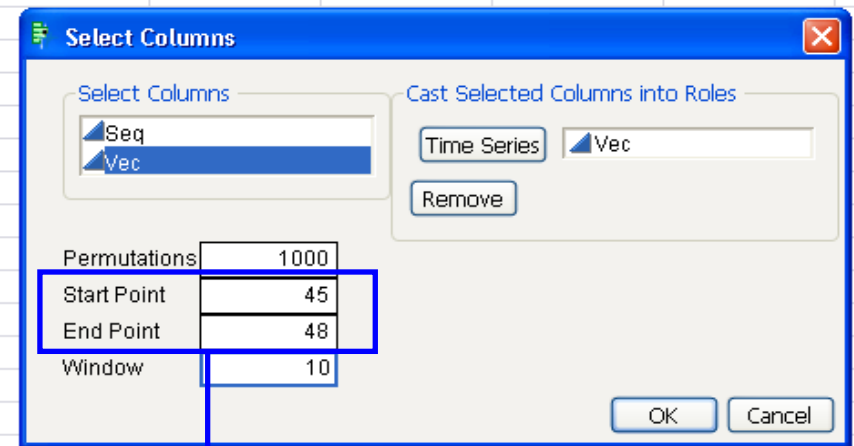 Select Columns
Select Columns
Seq
Vec
Cast Selected Columns into Roles
Time Series Vec
Remove
Permutations 1000
Start Point 45
End Point 48
Window 10
OK Cancel